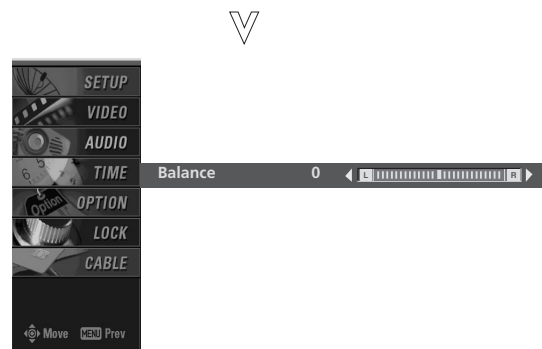 SETUP
VIDEO
AUDIO
TIME
Balance 0 L R
OPTION
LOCK
CABLE
Move MENU Prev